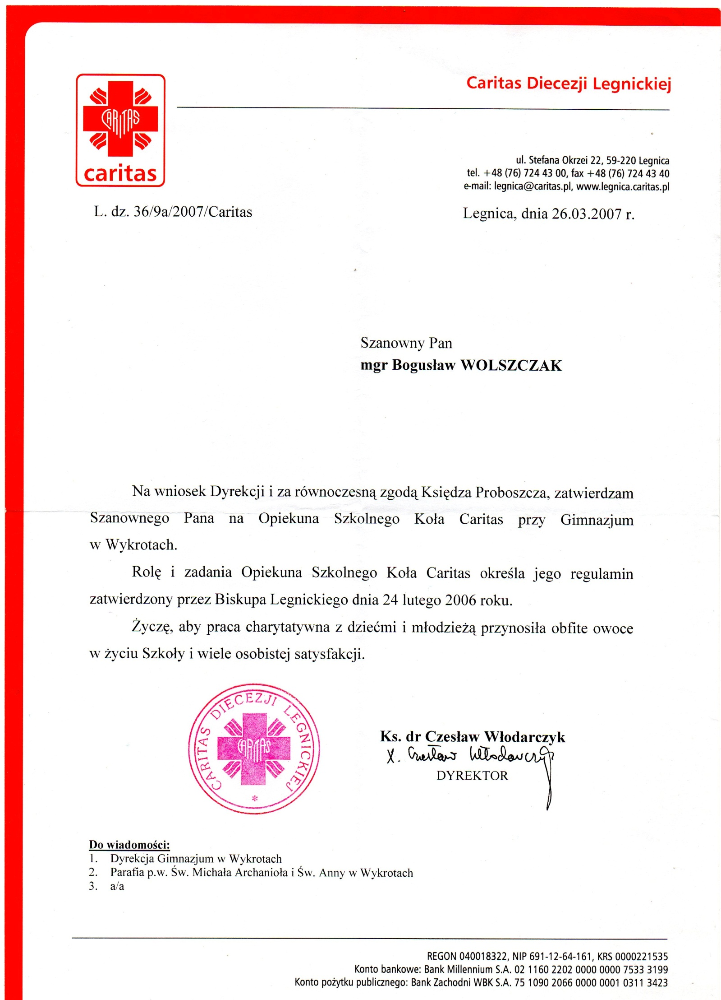 Caritas Diecezji Legnickiej
CARITAS
caritas
ul. Stefana Okrzei 22, 59-220 Legnica
tel. +48 (76) 724 43 00, fax +48 (76) 724 43 40
e-mail: legnica@caritas.pl, www.legnica.caritas.pl
L. dz. 36/9a/2007/Caritas
Legnica, dnia 26.03.2007 r.
Szanowny Pan
mgr Bogusław WOLSZCZAK
Na wniosek Dyrekcji i za równoczesną zgodą Księdza Proboszcza, zatwierdzam
Szanownego Pana na Opiekuna Szkolnego Koła Caritas przy Gimnazjum
w Wykrotach.
Rolę i zadania Opiekuna Szkolnego Koła Caritas określa jego regulamin
zatwierdzony przez Biskupa Legnickiego dnia 24 lutego 2006 roku.
Życzę, aby praca charytatywna z dziećmi i młodzieżą przynosiła obfite owoce
w życiu Szkoły i wiele osobistej satysfakcji.
CARITAS DIECEZJI LEGNICKIEJ *
CARITAS
Ks. dr Czesław Włodarczyk
X. Czesław Włodarczyk
DYREKTOR
Do wiadomości:
1. Dyrekcja Gimnazjum w Wykrotach
2. Parafia p.w. Św. Michała Archanioła i Św. Anny w Wykrotach
3. a/a
REGON 040018322, NIP 691-12-64-161, KRS 0000221535
Konto bankowe: Bank Millennium S.A. 02 1160 2202 0000 0000 7533 3199
Konto pożytku publicznego: Bank Zachodni WBK S.A. 75 1090 2066 0000 0001 0311 3423